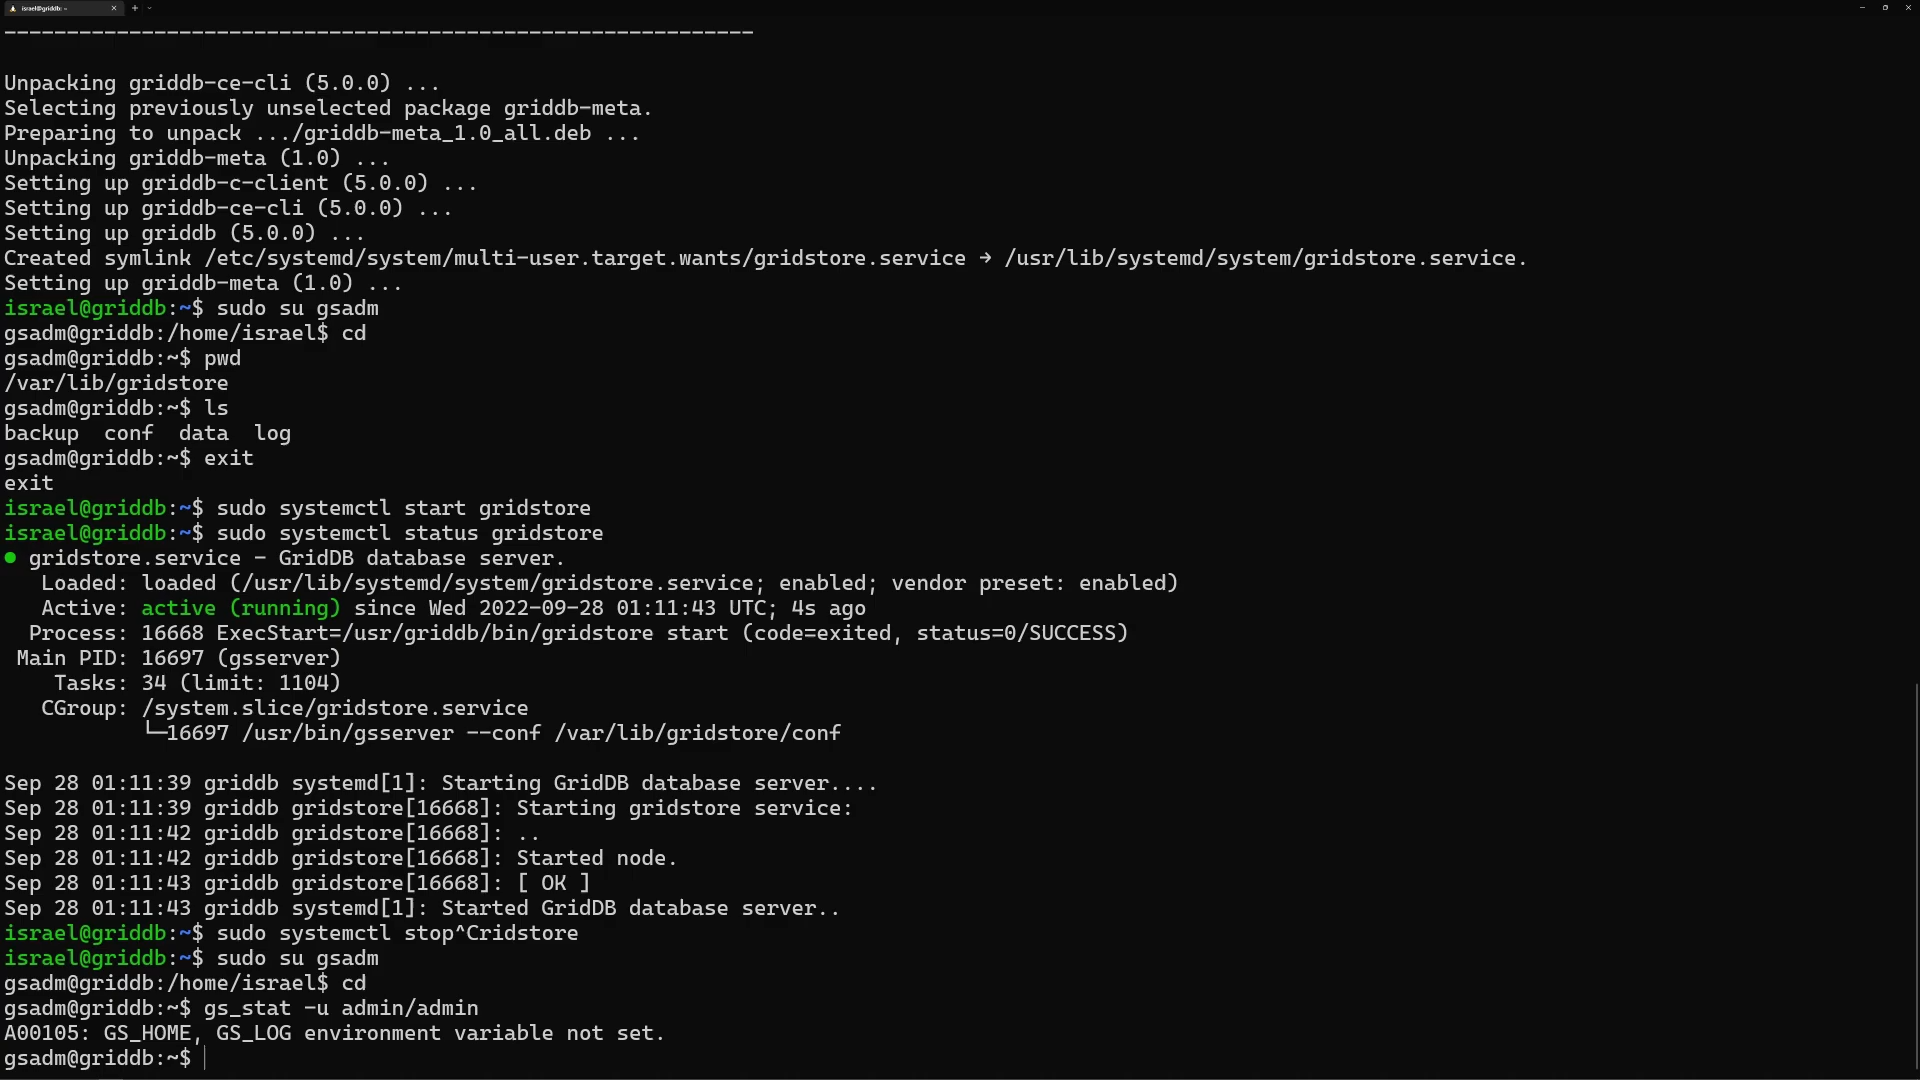 israel@griddb: ~
------------------------------------------------------------
Unpacking griddb-ce-cli (5.0.0) ...
Selecting previously unselected package griddb-meta.
Preparing to unpack .../griddb-meta_1.0_all.deb ...
Unpacking griddb-meta (1.0) ...
Setting up griddb-c-client (5.0.0) ...
Setting up griddb-ce-cli (5.0.0) ...
Setting up griddb (5.0.0) ...
Created symlink /etc/systemd/system/multi-user.target.wants/gridstore.service → /usr/lib/systemd/system/gridstore.service.
Setting up griddb-meta (1.0) ...
israel@griddb:~$ sudo su gsadm
gsadm@griddb:/home/israel$ cd
gsadm@griddb:~$ pwd
/var/lib/gridstore
gsadm@griddb:~$ ls
backup  conf  data  log
gsadm@griddb:~$ exit
exit
israel@griddb:~$ sudo systemctl start gridstore
israel@griddb:~$ sudo systemctl status gridstore
● gridstore.service - GridDB database server.
   Loaded: loaded (/usr/lib/systemd/system/gridstore.service; enabled; vendor preset: enabled)
   Active: active (running) since Wed 2022-09-28 01:11:43 UTC; 4s ago
  Process: 16668 ExecStart=/usr/griddb/bin/gridstore start (code=exited, status=0/SUCCESS)
 Main PID: 16697 (gsserver)
    Tasks: 34 (limit: 1104)
   CGroup: /system.slice/gridstore.service
           └─16697 /usr/bin/gsserver --conf /var/lib/gridstore/conf
Sep 28 01:11:39 griddb systemd[1]: Starting GridDB database server....
Sep 28 01:11:39 griddb gridstore[16668]: Starting gridstore service:
Sep 28 01:11:42 griddb gridstore[16668]: ..
Sep 28 01:11:42 griddb gridstore[16668]: Started node.
Sep 28 01:11:43 griddb gridstore[16668]: [ OK ]
Sep 28 01:11:43 griddb systemd[1]: Started GridDB database server..
israel@griddb:~$ sudo systemctl stop^Cridstore
israel@griddb:~$ sudo su gsadm
gsadm@griddb:/home/israel$ cd
gsadm@griddb:~$ gs_stat -u admin/admin
A00105: GS_HOME, GS_LOG environment variable not set.
gsadm@griddb:~$